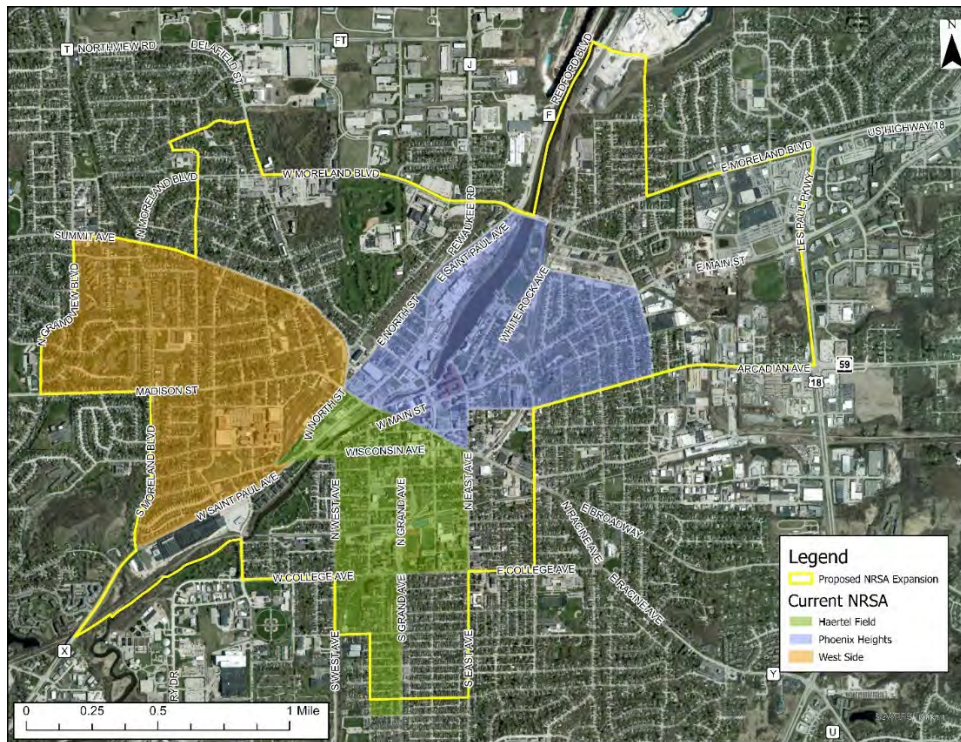 T
NORTHVIEW RD
DELAFIELD ST
FT
J
F
REDFORD BLVD
N
US HIGHWAY 18
E MORELAND BLVD
W MORELAND BLVD
N MORELAND BLVD
PEWAUKEE RD
E SAINT PAUL AVE
LES PAUL PKWY
SUMMIT AVE
N GRANDVIEW BLVD
E MAIN ST
WHITE ROCK AVE
E NORTH ST
ARCADIAN AVE
59
18
MADISON ST
W NORTH ST
W MAIN ST
WISCONSIN AVE
S MORELAND BLVD
W SAINT PAUL AVE
N WEST AVE
N GRAND AVE
N EAST AVE
E BROADWAY
N RACINE AVE
E RACINE AVE
W COLLEGE AVE
E COLLEGE AVE
S WEST AVE
S GRAND AVE
S EAST AVE
X
RY DR
Y
U
Legend
Proposed NRSA Expansion
Current NRSA
Haertel Field
Phoenix Heights
West Side
0 0.25 0.5 1 Mile